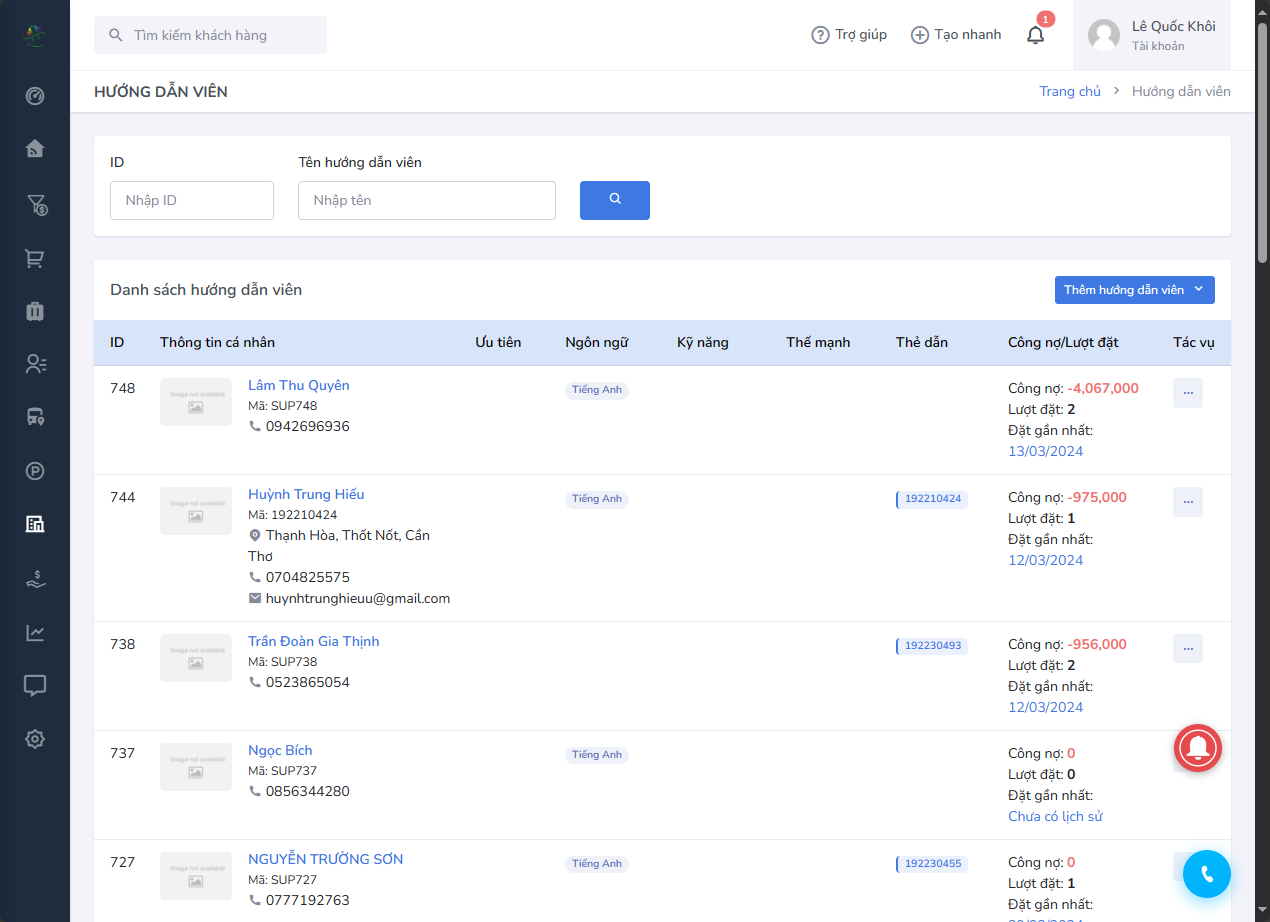 Tìm kiếm khách hàng
Trợ giúp
Tạo nhanh
1
Lê Quốc Khôi
Tài khoản
HƯỚNG DẪN VIÊN
Trang chủ > Hướng dẫn viên
ID
Tên hướng dẫn viên
Nhập ID
Nhập tên
Danh sách hướng dẫn viên
Thêm hướng dẫn viên
ID Thông tin cá nhân Ưu tiên Ngôn ngữ Kỹ năng Thế mạnh Thẻ dẫn Công nợ/Lượt đặt Tác vụ
748
Image not available
Lâm Thu Quyên
Mã: SUP748
0942696936
Tiếng Anh
Công nợ: -4,067,000
Lượt đặt: 2
Đặt gần nhất:
13/03/2024
...
744
Image not available
Huỳnh Trung Hiếu
Mã: 192210424
Thạnh Hòa, Thốt Nốt, Cần
Thơ
0704825575
huynhtrunghieuu@gmail.com
Tiếng Anh
192210424
Công nợ: -975,000
Lượt đặt: 1
Đặt gần nhất:
12/03/2024
...
738
Image not available
Trần Đoàn Gia Thịnh
Mã: SUP738
0523865054
192230493
Công nợ: -956,000
Lượt đặt: 2
Đặt gần nhất:
12/03/2024
...
737
Image not available
Ngọc Bích
Mã: SUP737
0856344280
Tiếng Anh
Công nợ: 0
Lượt đặt: 0
Đặt gần nhất:
Chưa có lịch sử
727
Image not available
NGUYỄN TRƯỜNG SƠN
Mã: SUP727
0777192763
Tiếng Anh
192230455
Công nợ: 0
Lượt đặt: 1
Đặt gần nhất: